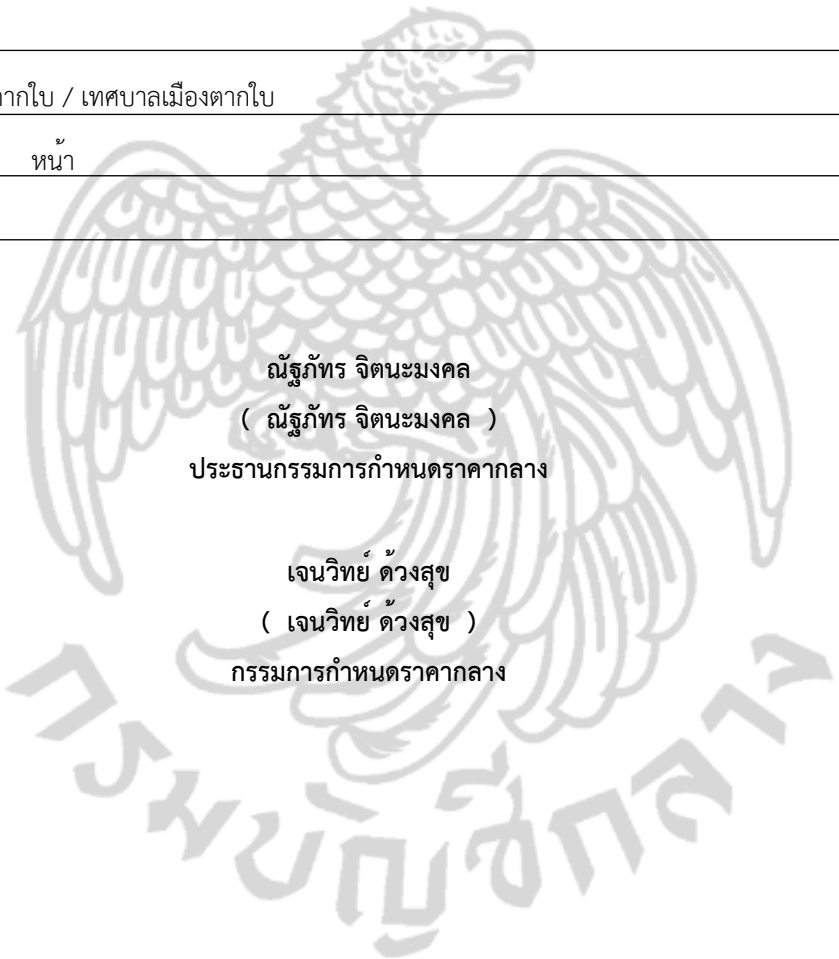 ตากใบ / เทศบาลเมืองตากใบ
หน้า
ณัฐภัทร จิตนะมงคล
( ณัฐภัทร จิตนะมงคล )
ประธานกรรมการกำหนดราคากลาง
เจนวิทย์ ด้วงสุข
( เจนวิทย์ ด้วงสุข )
กรรมการกำหนดราคากลาง
กรมบัญชีกลาง